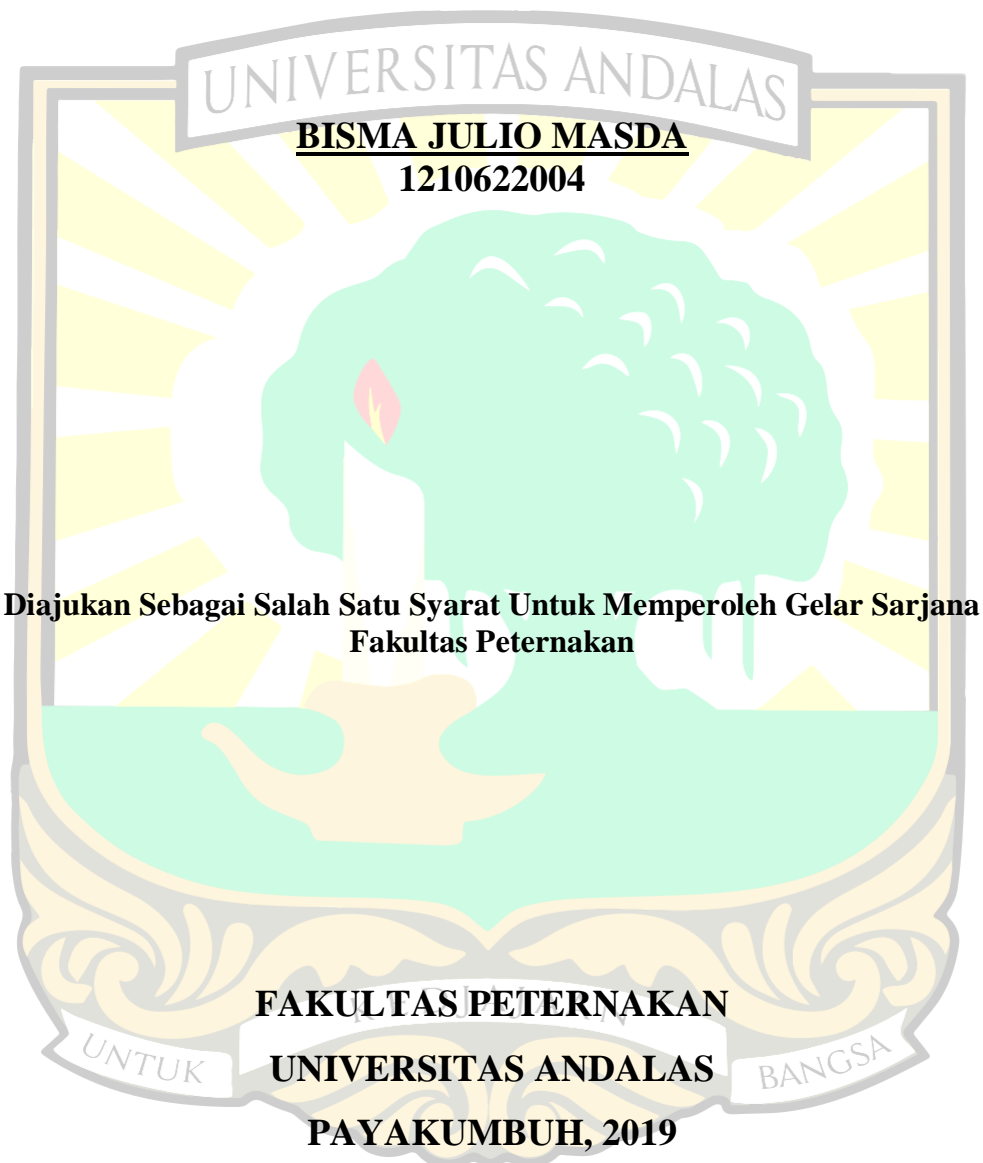 UNIVERSITAS ANDALAS
BISMA JULIO MASDA
1210622004
Diajukan Sebagai Salah Satu Syarat Untuk Memperoleh Gelar Sarjana
Fakultas Peternakan
FAKULTAS PETERNAKAN
UNTUK
UNIVERSITAS ANDALAS
BANGSA
PAYAKUMBUH, 2019